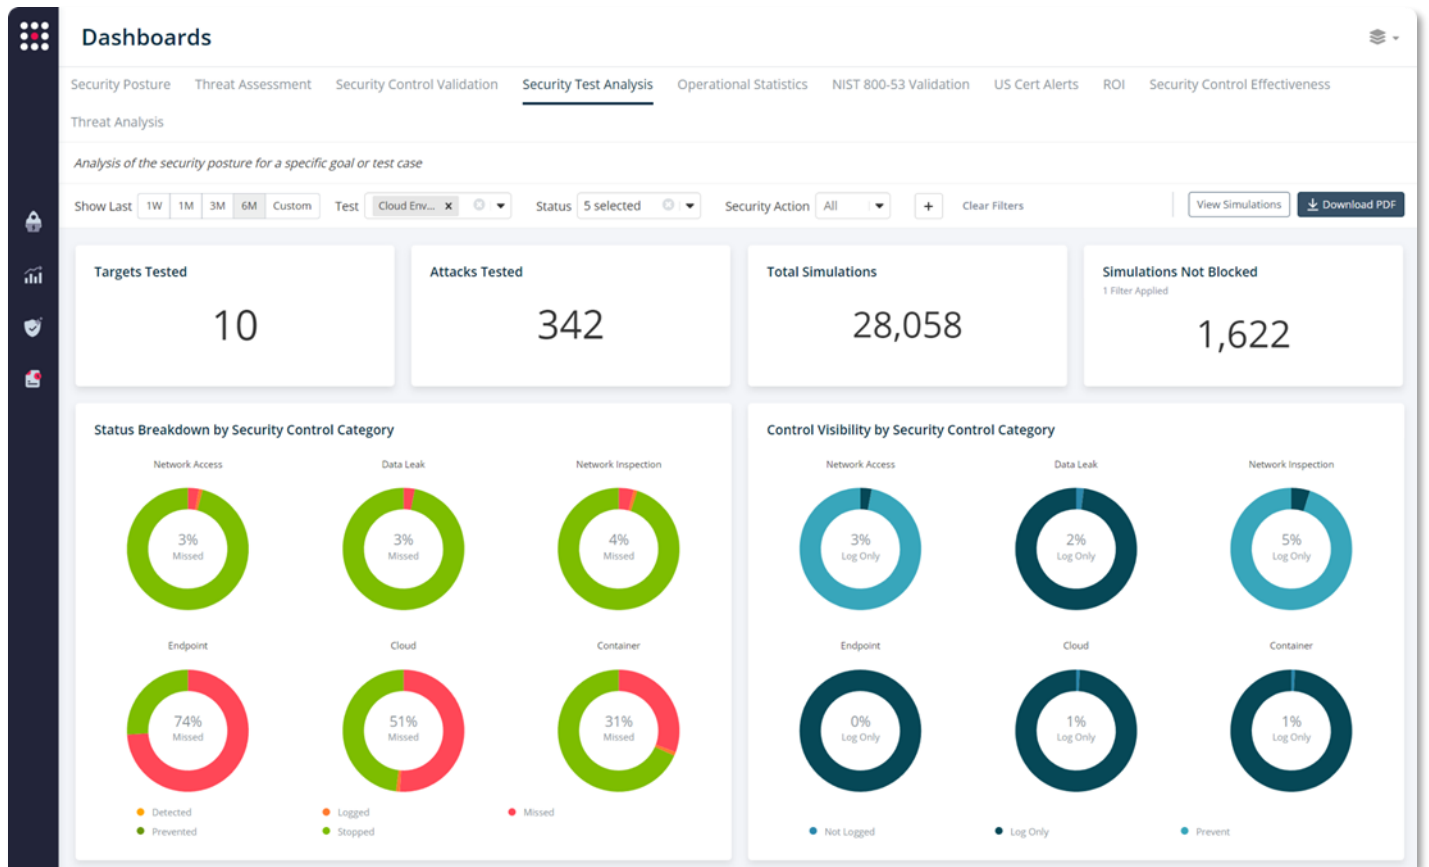 Dashboards
Security Posture Threat Assessment Security Control Validation Security Test Analysis Operational Statistics NIST 800-53 Validation US Cert Alerts ROI Security Control Effectiveness
Threat Analysis
Analysis of the security posture for a specific goal or test case
Show Last 1W 1M 3M 6M Custom Test Cloud Env... x Status 5 selected Security Action All + Clear Filters View Simulations Download PDF
Targets Tested
10
Attacks Tested
342
Total Simulations
28,058
Simulations Not Blocked
1 Filter Applied
1,622
Status Breakdown by Security Control Category
Network Access Data Leak Network Inspection
3% 3% 4%
Missed Missed Missed
Endpoint Cloud Container
74% 51% 31%
Missed Missed Missed
Detected Logged Missed
Prevented Stopped
Control Visibility by Security Control Category
Network Access Data Leak Network Inspection
3% 2% 5%
Log Only Log Only Log Only
Endpoint Cloud Container
0% 1% 1%
Log Only Log Only Log Only
Not Logged Log Only Prevent